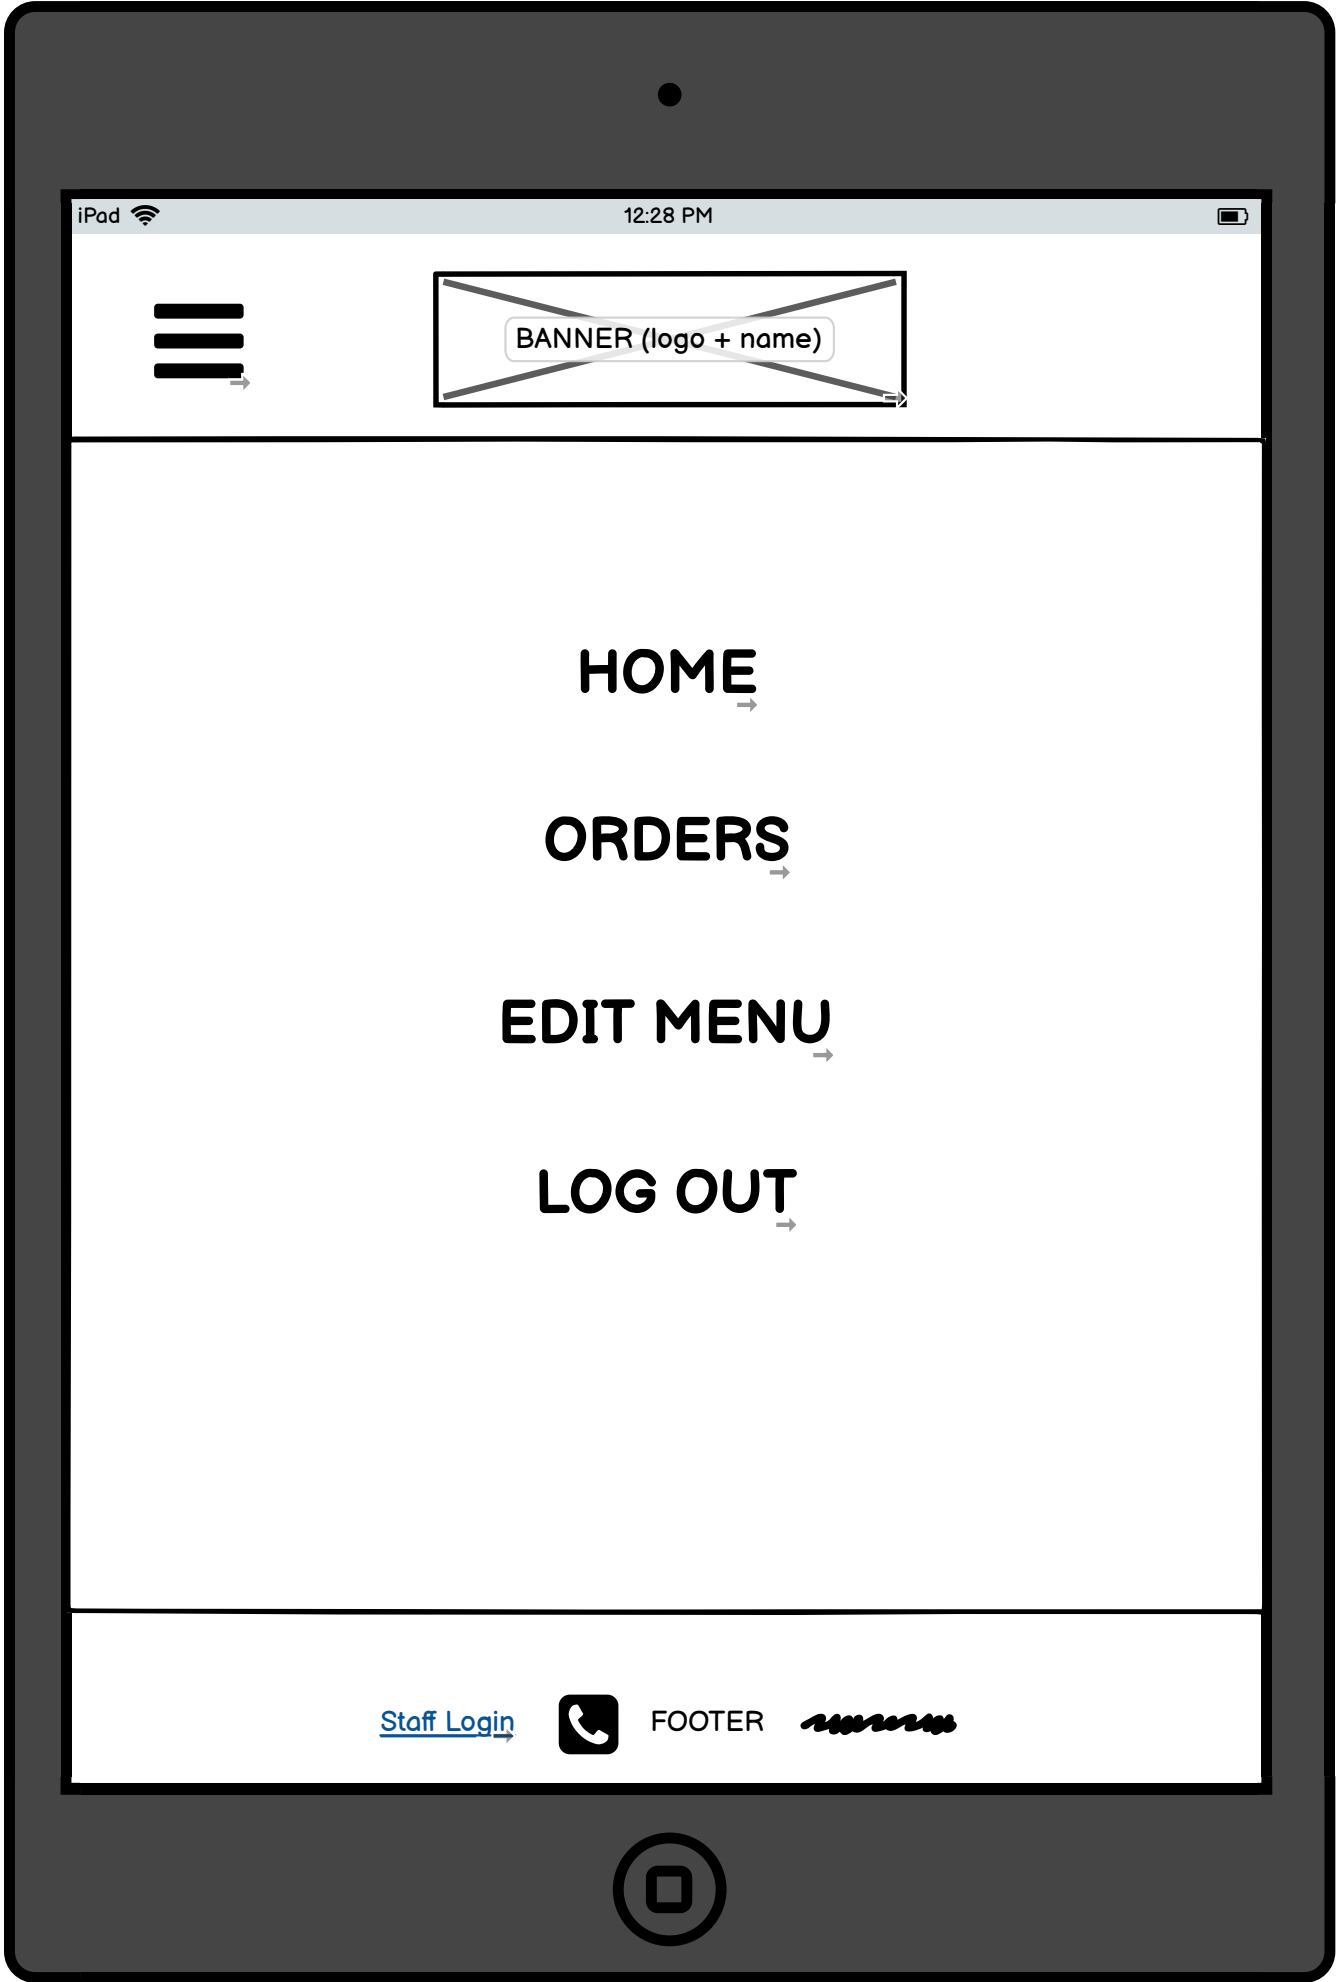 iPad 12:28 PM
BANNER (logo + name)
HOME
ORDERS
EDIT MENU
LOG OUT
Staff Login FOOTER